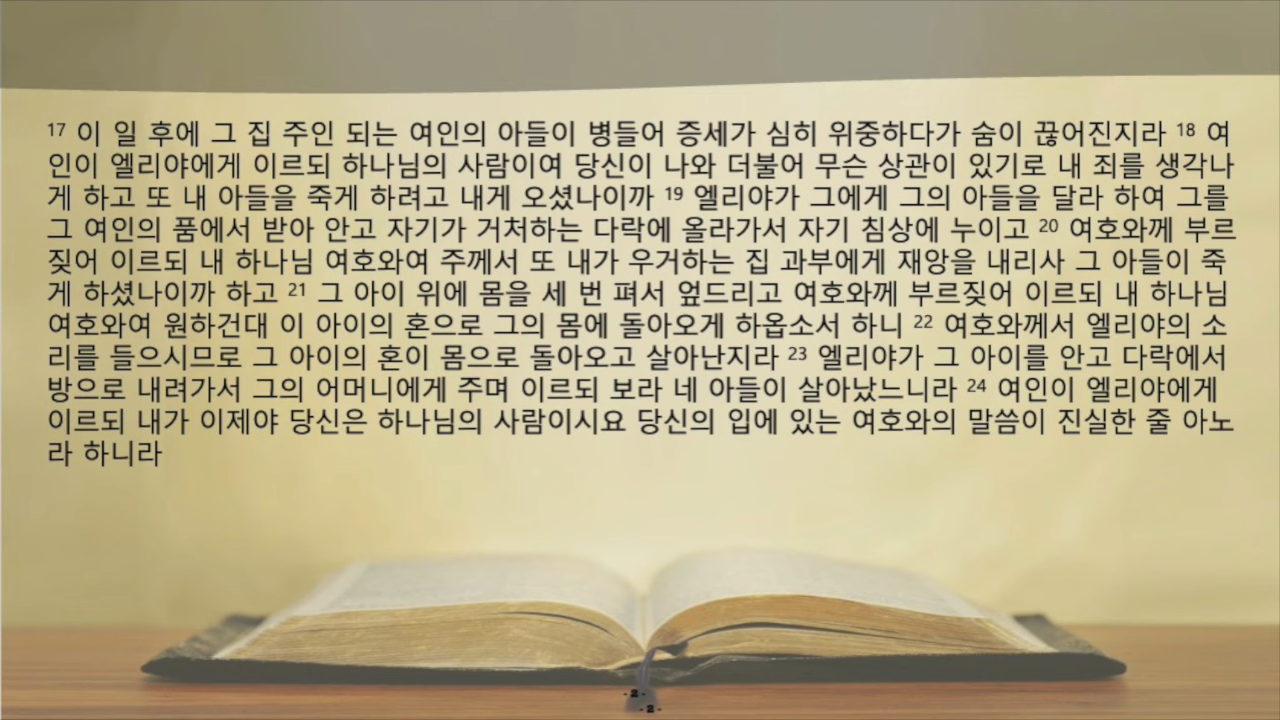 17 이 일 후에 그 집 주인 되는 여인의 아들이 병들어 증세가 심히 위중하다가 숨이 끊어진지라 18 여
인이 엘리야에게 이르되 하나님의 사람이여 당신이 나와 더불어 무슨 상관이 있기로 내 죄를 생각나
게 하고 또 내 아들을 죽게 하려고 내게 오셨나이까 19 엘리야가 그에게 그의 아들을 달라 하여 그를
그 여인의 품에서 받아 안고 자기가 거처하는 다락에 올라가서 자기 침상에 누이고 20 여호와께 부르
짖어 이르되 내 하나님 여호와여 주께서 또 내가 우거하는 집 과부에게 재앙을 내리사 그 아들이 죽
게 하셨나이까 하고 21 그 아이 위에 몸을 세 번 펴서 엎드리고 여호와께 부르짖어 이르되 내 하나님
여호와여 원하건대 이 아이의 혼으로 그의 몸에 돌아오게 하옵소서 하니 22 여호와께서 엘리야의 소
리를 들으시므로 그 아이의 혼이 몸으로 돌아오고 살아난지라 23 엘리야가 그 아이를 안고 다락에서
방으로 내려가서 그의 어머니에게 주며 이르되 보라 네 아들이 살아났느니라 24 여인이 엘리야에게
이르되 내가 이제야 당신은 하나님의 사람이시요 당신의 입에 있는 여호와의 말씀이 진실한 줄 아노
라 하니라
- 2 -
- 2 -